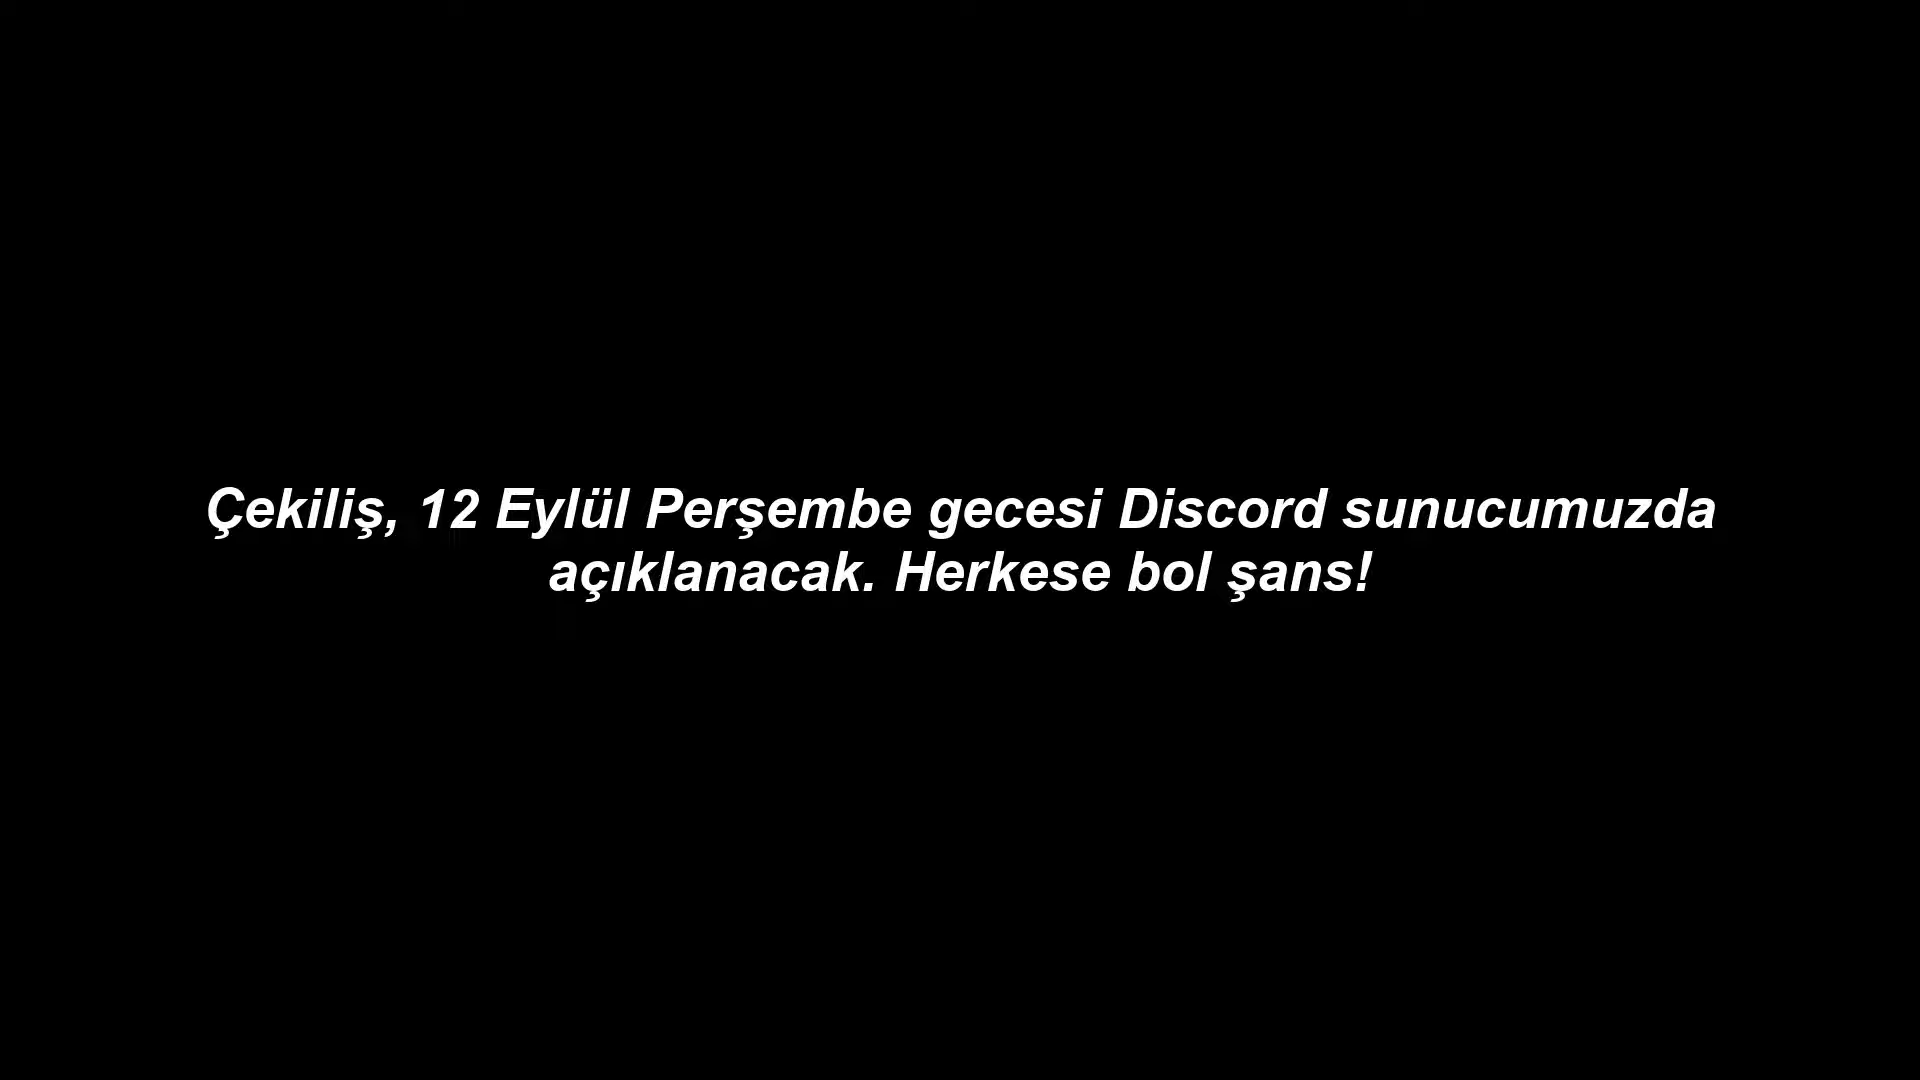 Çekiliş, 12 Eylül Perşembe gecesi Discord sunucumuzda
açıklanacak. Herkese bol şans!